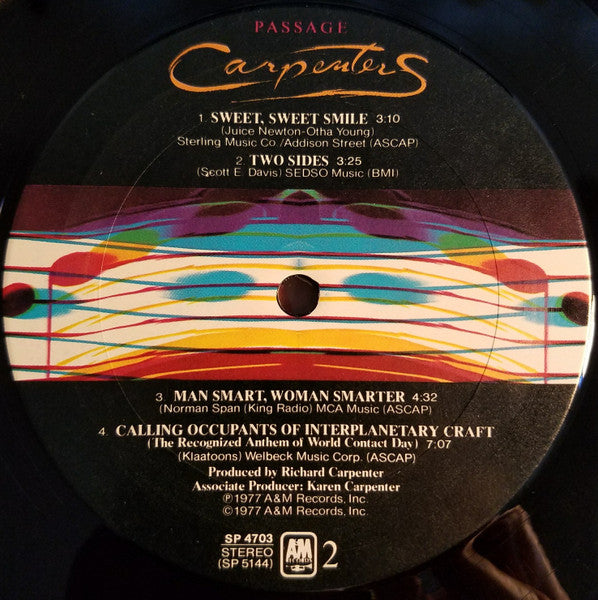 PASSAGE
Carpenters
1. SWEET, SWEET SMILE 3:10
(Juice Newton-Otha Young)
Sterling Music Co./Addison Street (ASCAP)
2. TWO SIDES 3:25
(Scott E. Davis) SEDSO Music (BMI)
3. MAN SMART, WOMAN SMARTER 4:32
(Norman Span (King Radio) MCA Music (ASCAP)
4. CALLING OCCUPANTS OF INTERPLANETARY CRAFT
(The Recognized Anthem of World Contact Day) 7:07
(Klaatoons) Welbeck Music Corp. (ASCAP)
Produced by Richard Carpenter
Associate Producer: Karen Carpenter
℗1977 A&M Records, Inc.
©1977 A&M Records, Inc.
SP 4703
STEREO
(SP 5144)
A&M
RECORDS
2